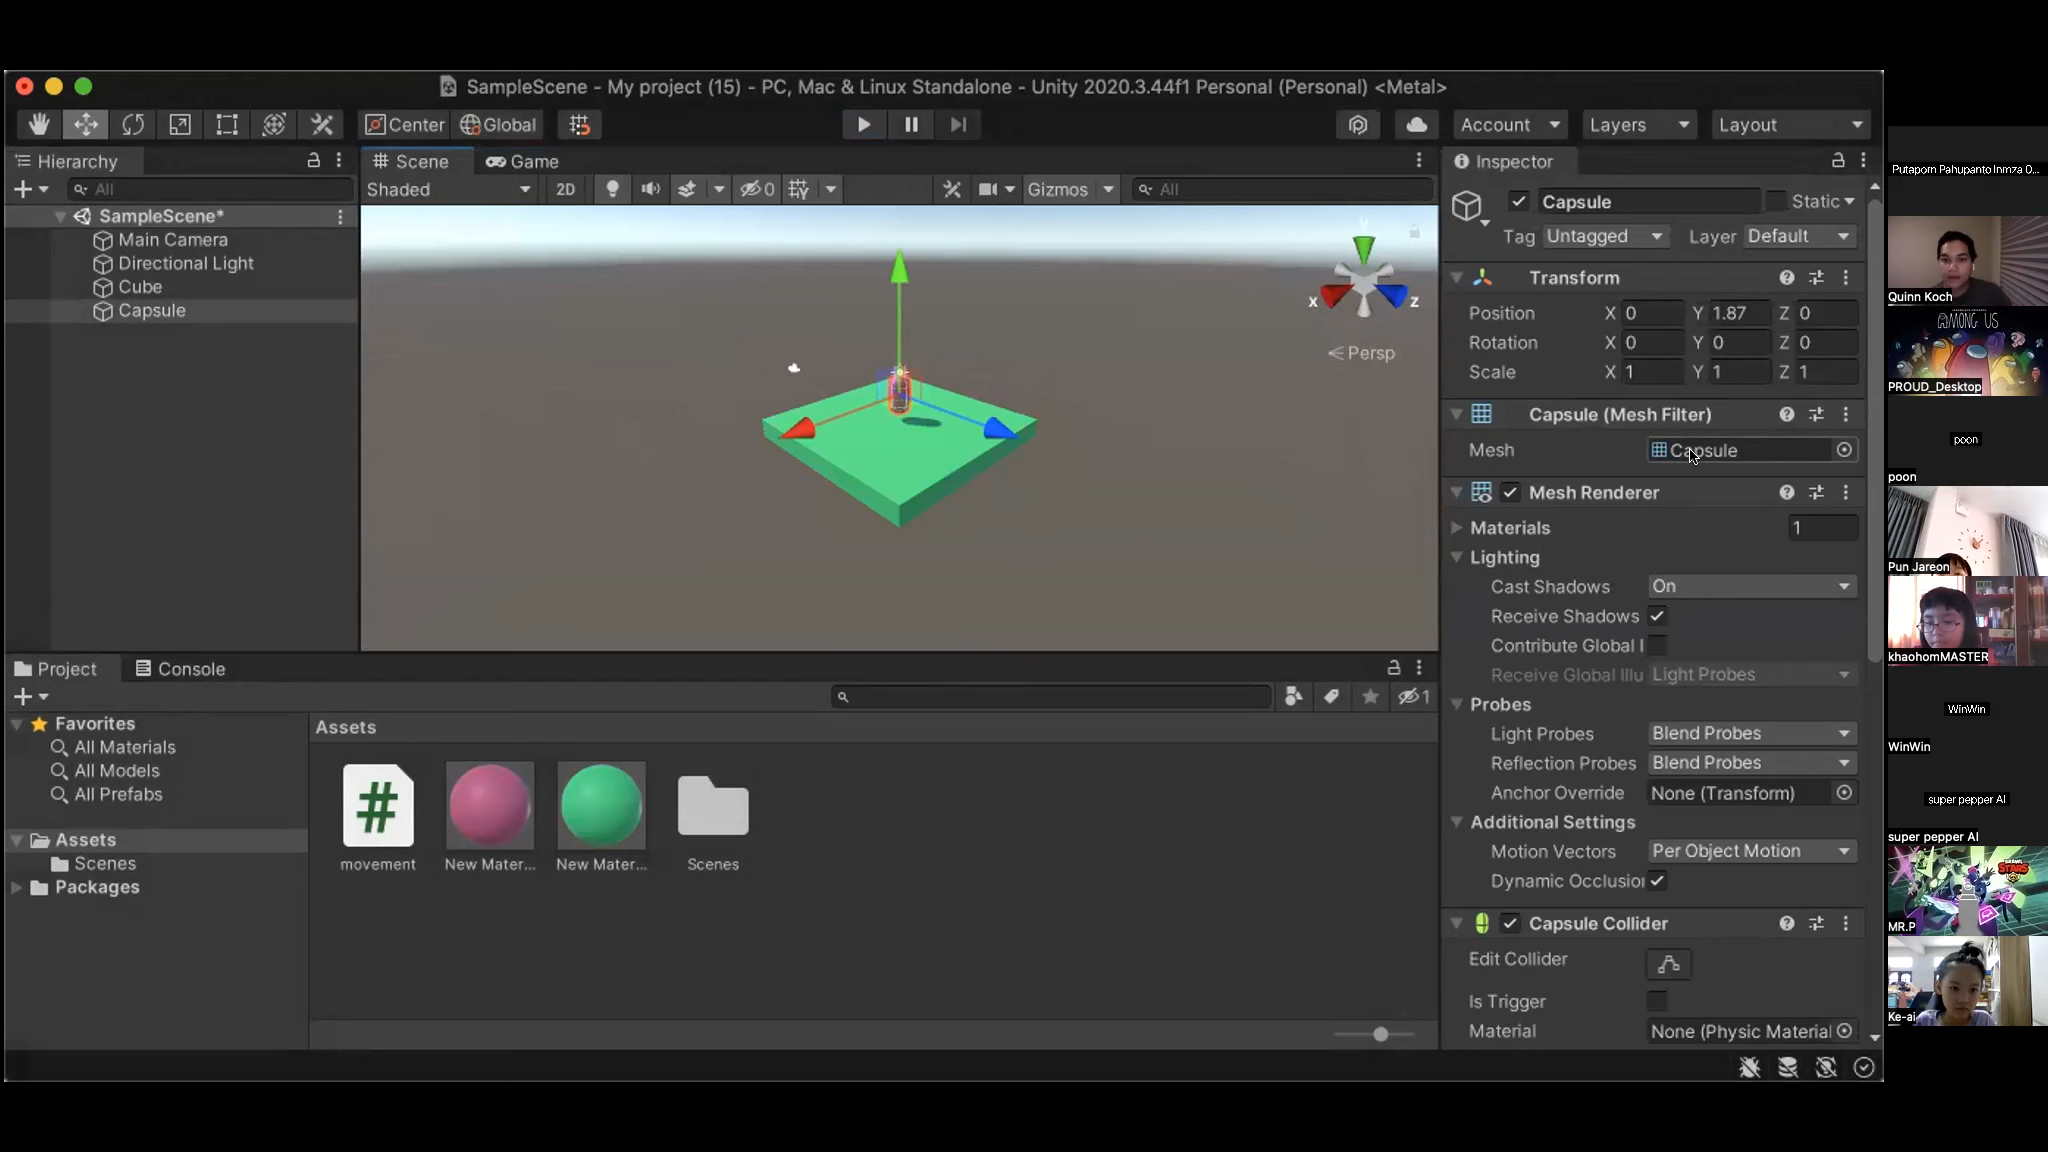 SampleScene - My project (15) - PC, Mac & Linux Standalone - Unity 2020.3.44f1 Personal (Personal) <Metal>
Center
Global
Account
Layers
Layout
Hierarchy
All
SampleScene*
Main Camera
Directional Light
Cube
Capsule
Scene
Game
Shaded
2D
0
Gizmos
All
y
x
z
Persp
Inspector
Capsule
Static
Tag Untagged
Layer Default
Transform
Position X 0 Y 1.87 Z 0
Rotation X 0 Y 0 Z 0
Scale X 1 Y 1 Z 1
Capsule (Mesh Filter)
Mesh Capsule
Mesh Renderer
Materials 1
Lighting
Cast Shadows On
Receive Shadows
Contribute Global I
Receive Global Illu Light Probes
Probes
Light Probes Blend Probes
Reflection Probes Blend Probes
Anchor Override None (Transform)
Additional Settings
Motion Vectors Per Object Motion
Dynamic Occlusion
Capsule Collider
Edit Collider
Is Trigger
Material None (Physic Material
Project
Console
1
Favorites
All Materials
All Models
All Prefabs
Assets
Scenes
Packages
Assets
#
movement
New Mater...
New Mater...
Scenes
Putaporn Pahupanto Inmza 0...
Quinn Koch
AMONG US
PROUD_Desktop
poon
poon
Pun Jareon
khaohomMASTER
WinWin
WinWin
super pepper AI
super pepper AI
BRAWL STARS
MR.P
Ke-ai